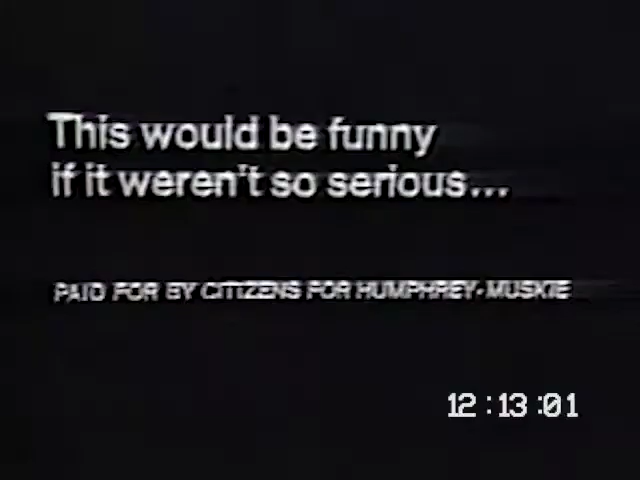 This would be funny
if it weren't so serious...
PAID FOR BY CITIZENS FOR HUMPHREY-MUSKIE
12:13:01